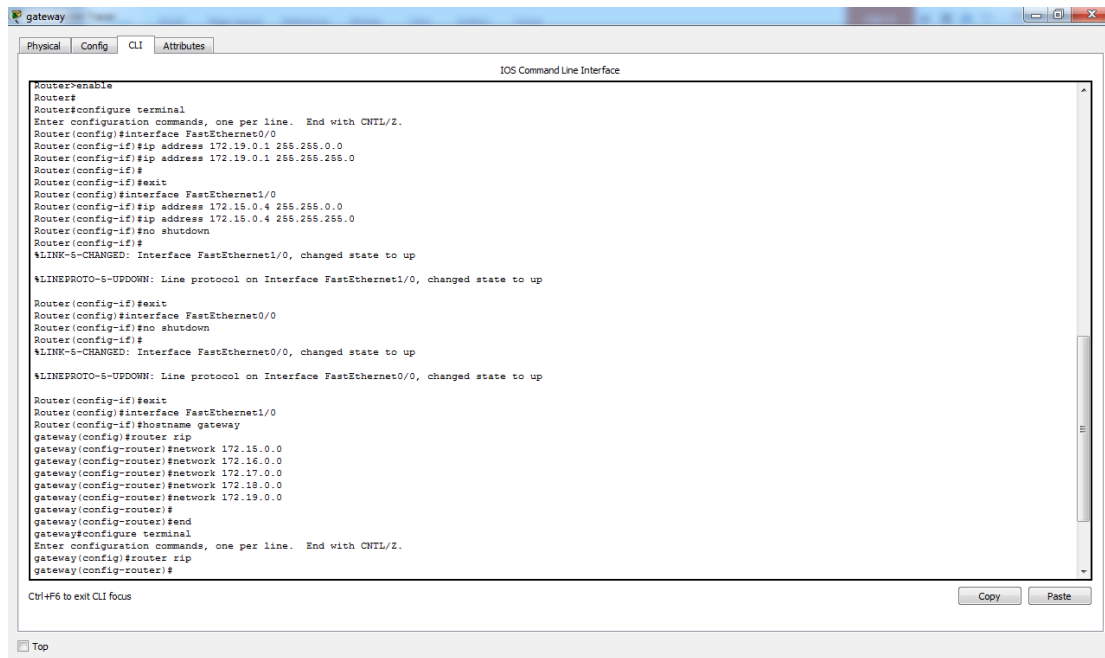 gateway
Physical Config CLI Attributes
IOS Command Line Interface
Router>enable
Router#
Router#configure terminal
Enter configuration commands, one per line. End with CNTL/Z.
Router(config)#interface FastEthernet0/0
Router(config-if)#ip address 172.19.0.1 255.255.0.0
Router(config-if)#ip address 172.19.0.1 255.255.255.0
Router(config-if)#
Router(config-if)#exit
Router(config)#interface FastEthernet1/0
Router(config-if)#ip address 172.15.0.4 255.255.0.0
Router(config-if)#ip address 172.15.0.4 255.255.255.0
Router(config-if)#no shutdown
Router(config-if)#
%LINK-5-CHANGED: Interface FastEthernet1/0, changed state to up
%LINEPROTO-5-UPDOWN: Line protocol on Interface FastEthernet1/0, changed state to up
Router(config-if)#exit
Router(config)#interface FastEthernet0/0
Router(config-if)#no shutdown
Router(config-if)#
%LINK-5-CHANGED: Interface FastEthernet0/0, changed state to up
%LINEPROTO-5-UPDOWN: Line protocol on Interface FastEthernet0/0, changed state to up
Router(config-if)#exit
Router(config)#interface FastEthernet1/0
Router(config-if)#hostname gateway
gateway(config)#router rip
gateway(config-router)#network 172.15.0.0
gateway(config-router)#network 172.16.0.0
gateway(config-router)#network 172.17.0.0
gateway(config-router)#network 172.18.0.0
gateway(config-router)#network 172.19.0.0
gateway(config-router)#
gateway(config-router)#end
gateway#configure terminal
Enter configuration commands, one per line. End with CNTL/Z.
gateway(config)#router rip
gateway(config-router)#
Ctrl+F6 to exit CLI focus
Copy Paste
Top